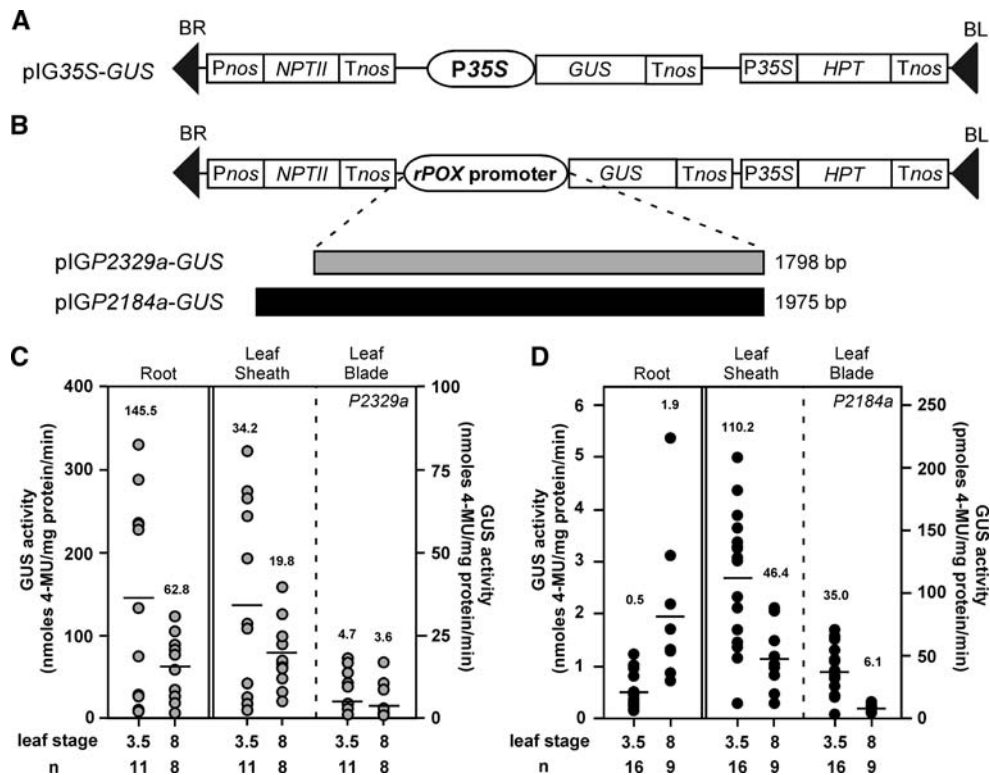 A
BR
BL
pIG35S-GUS
Pnos NPTII Tnos P35S GUS Tnos P35S HPT Tnos
B
BR
BL
Pnos NPTII Tnos rPOX promoter GUS Tnos P35S HPT Tnos
pIGP2329a-GUS 1798 bp
pIGP2184a-GUS 1975 bp
C
Root
Leaf
Sheath
Leaf
Blade
P2329a
GUS activity
(nmoles 4-MU/mg protein/min)
400
300
200
100
0
145.5
62.8
34.2
19.8
4.7
3.6
100
75
50
25
0
GUS activity
(nmoles 4-MU/mg protein/min)
leaf stage 3.5 8 3.5 8 3.5 8
n 11 8 11 8 11 8
D
Root
Leaf
Sheath
Leaf
Blade
P2184a
GUS activity
(nmoles 4-MU/mg protein/min)
6
5
4
3
2
1
0
0.5
1.9
110.2
46.4
35.0
6.1
250
200
150
100
50
0
GUS activity
(pmoles 4-MU/mg protein/min)
3.5 8 3.5 8 3.5 8
16 9 16 9 16 9